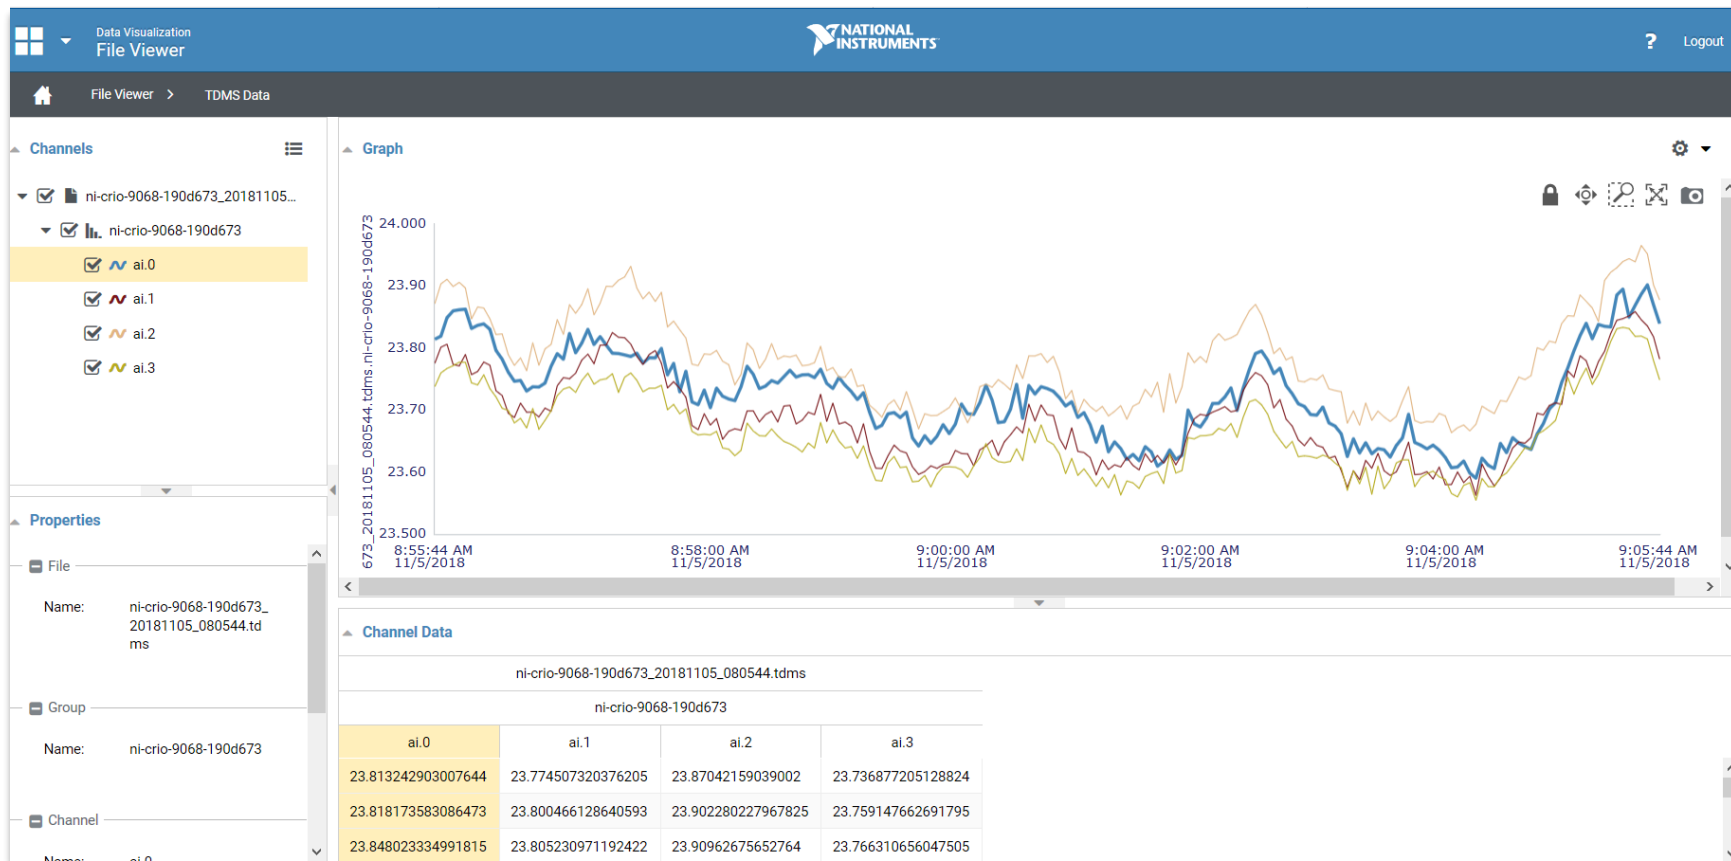 Data Visualization
File Viewer
NATIONAL
INSTRUMENTS
? Logout
File Viewer > TDMS Data
Channels
ni-crio-9068-190d673_20181105...
ni-crio-9068-190d673
ai.0
ai.1
ai.2
ai.3
Properties
File
Name: ni-crio-9068-190d673_
20181105_080544.td
ms
Group
Name: ni-crio-9068-190d673
Channel
Name: ai.0
Graph
673_20181105_080544.tdms.ni-crio-9068-190d673
24.000
23.90
23.80
23.70
23.60
23.500
8:55:44 AM 8:58:00 AM 9:00:00 AM 9:02:00 AM 9:04:00 AM 9:05:44 AM
11/5/2018 11/5/2018 11/5/2018 11/5/2018 11/5/2018 11/5/2018
Channel Data
ni-crio-9068-190d673_20181105_080544.tdms
ni-crio-9068-190d673
ai.0 ai.1 ai.2 ai.3
23.813242903007644 23.774507320376205 23.87042159039002 23.736877205128824
23.818173583086473 23.800466128640593 23.902280227967825 23.759147662691795
23.848023334991815 23.805230971192422 23.90962675652764 23.766310656047505